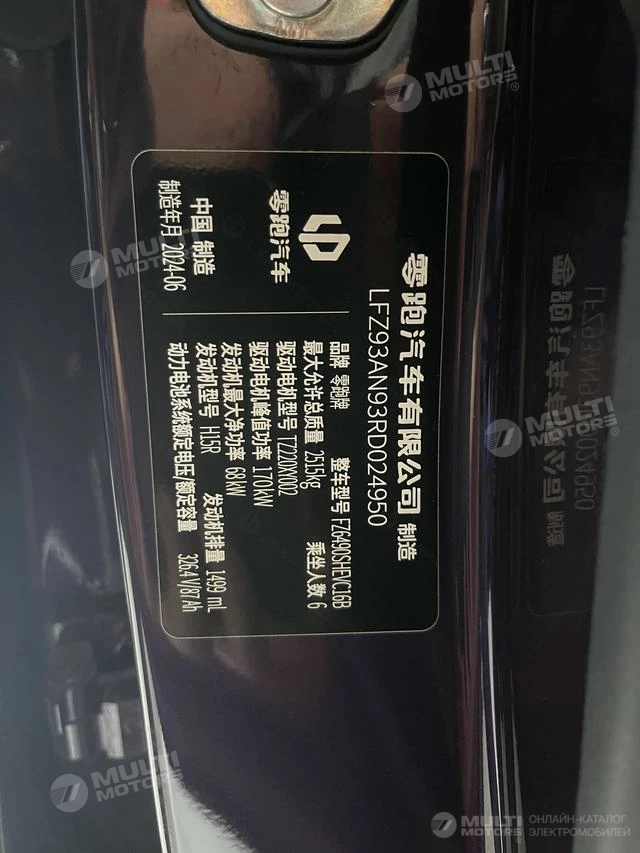 零跑汽车有限公司 制造
LFZ93AN93RD024950
零跑汽车
中国 制造
制造年月 2024-06
品牌 零跑牌 整车型号 FZ6490SHEVC16B
最大允许总质量 2515kg 乘坐人数 6
驱动电机型号 TZ220XY002
驱动电机峰值功率 170kW
发动机最大净功率 68kW
发动机型号 H15R 发动机排量 1499 mL
动力电池系统额定电压/额定容量 326.4V/87Ah
MULTI MOTORS®
MULTI MOTORS
MULTI MOTORS
MULTI MOTORS
MULTI MOTORS
ОНЛАЙН-КАТАЛОГ
ЭЛЕКТРОМОБИЛЕЙ